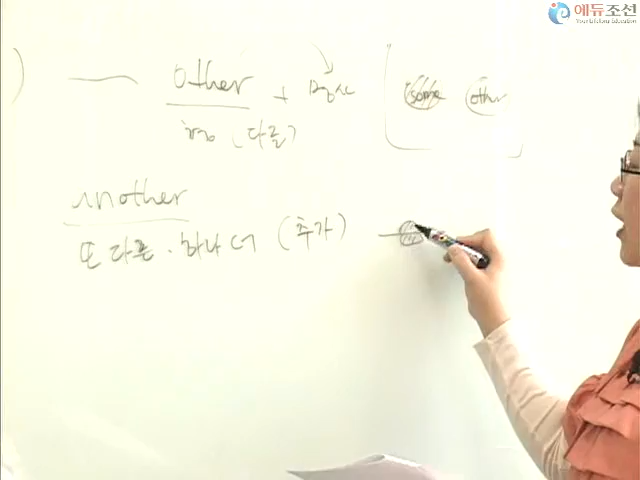 에듀조선
other + 명사
some other
(다른)
another
또 다른. 하나 더 (추가)